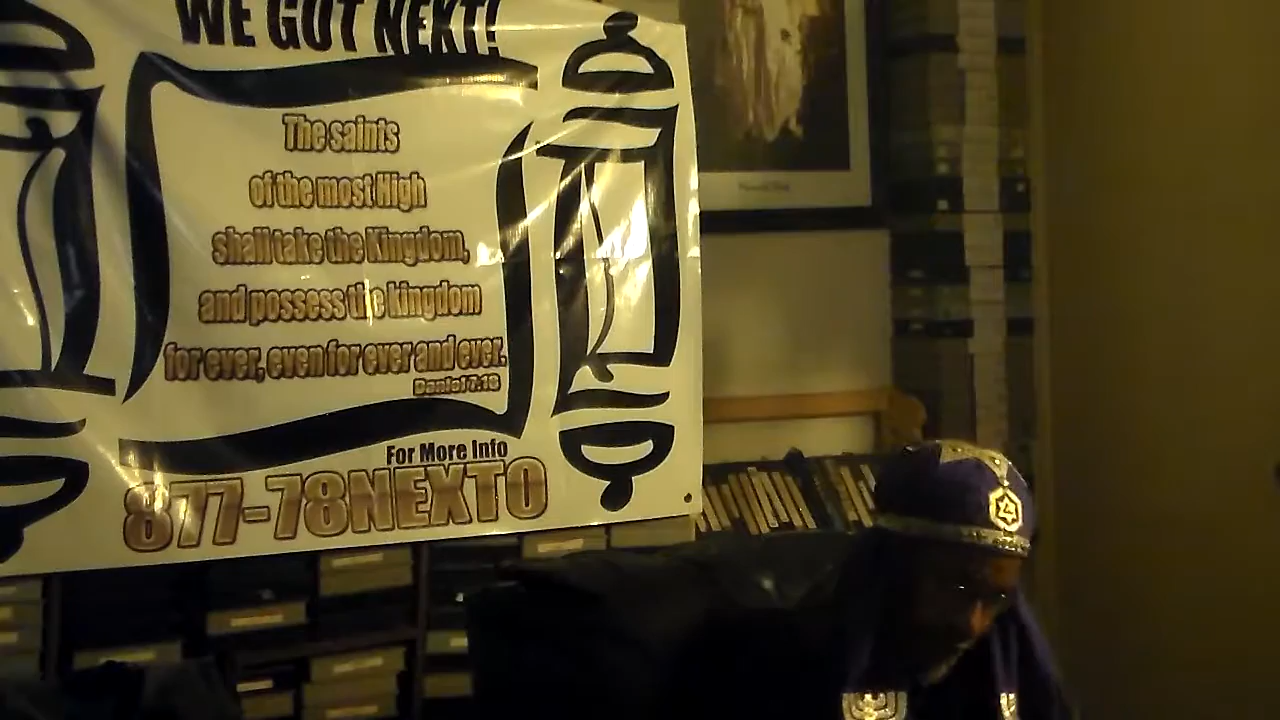 WE GOT NEXT!
The saints
of the most High
shall take the Kingdom,
and possess the kingdom
for ever, even for ever and ever.
Daniel 7:18
For More Info
877-78NEXTO